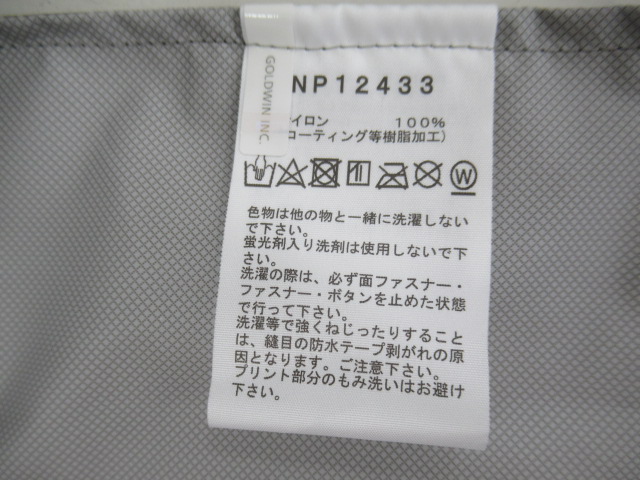 GOLDWIN INC.
NP12433
イロン 100%
コーティング等樹脂加工)
W
色物は他の物と一緒に洗濯しない
で下さい。
蛍光剤入り洗剤は使用しないで下
さい。
洗濯の際は、必ず面ファスナー・
ファスナー・ボタンを止めた状態
で行って下さい。
洗濯等で強くねじったりすること
は、縫目の防水テープ剥がれの原
因となります。ご注意下さい。
プリント部分のもみ洗いはお避け
下さい。